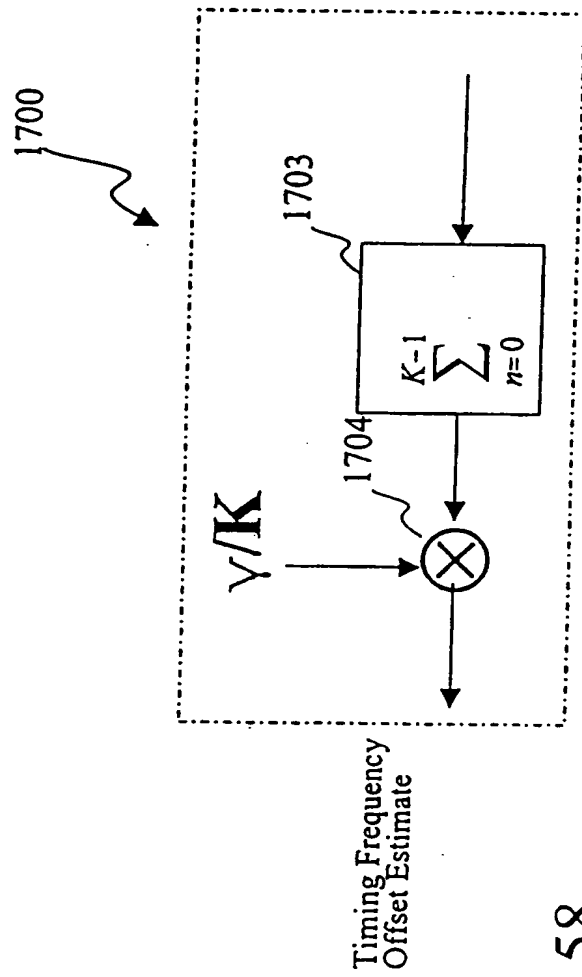 1700
1703
K-1
∑
n=0
1704
γ/K
Timing Frequency
Offset Estimate
58